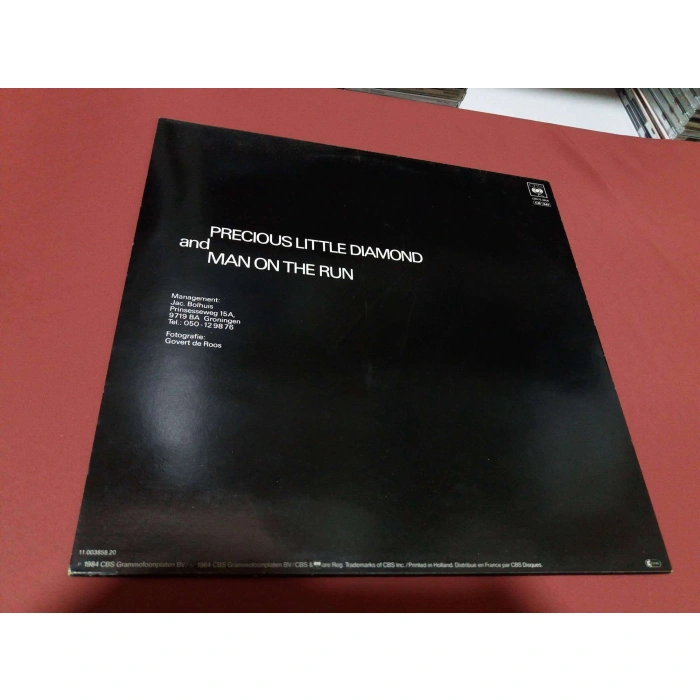 PRECIOUS LITTLE DIAMOND
and
MAN ON THE RUN
Management:
Jac. Bolhuis
Prinsesseweg 15A,
9719 BA Groningen
Tel.: 050-12 98 76
Fotografie:
Govert de Roos
CBS
11 003858 20
℗ 1984 CBS Grammofoonplaten BV 1984 CBS Grammofoonplaten BV/CBS & are Reg. Trademarks of CBS Inc./Printed in Holland. Distribué en France par CBS Disques.